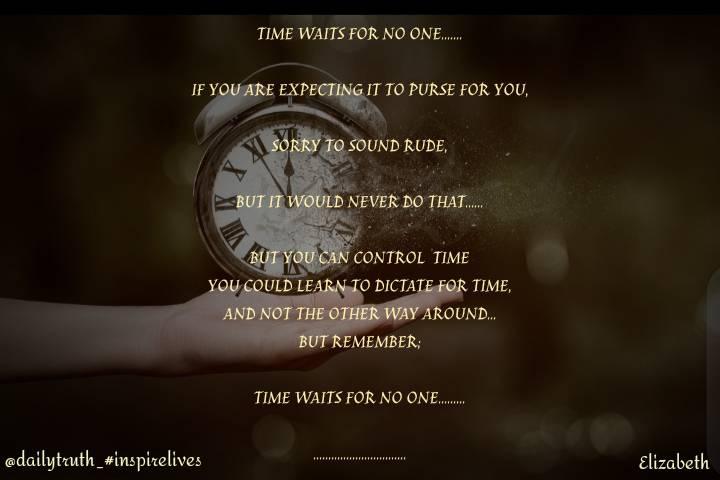 TIME WAITS FOR NO ONE.......
IF YOU ARE EXPECTING IT TO PURSE FOR YOU,
SORRY TO SOUND RUDE,
BUT IT WOULD NEVER DO THAT......
BUT YOU CAN CONTROL TIME
YOU COULD LEARN TO DICTATE FOR TIME,
AND NOT THE OTHER WAY AROUND...
BUT REMEMBER;
TIME WAITS FOR NO ONE.........
,,,,,,,,,,,,,,,,,,,,,,,,,,,,,,,
@dailytruth_#inspirelives
Elizabeth